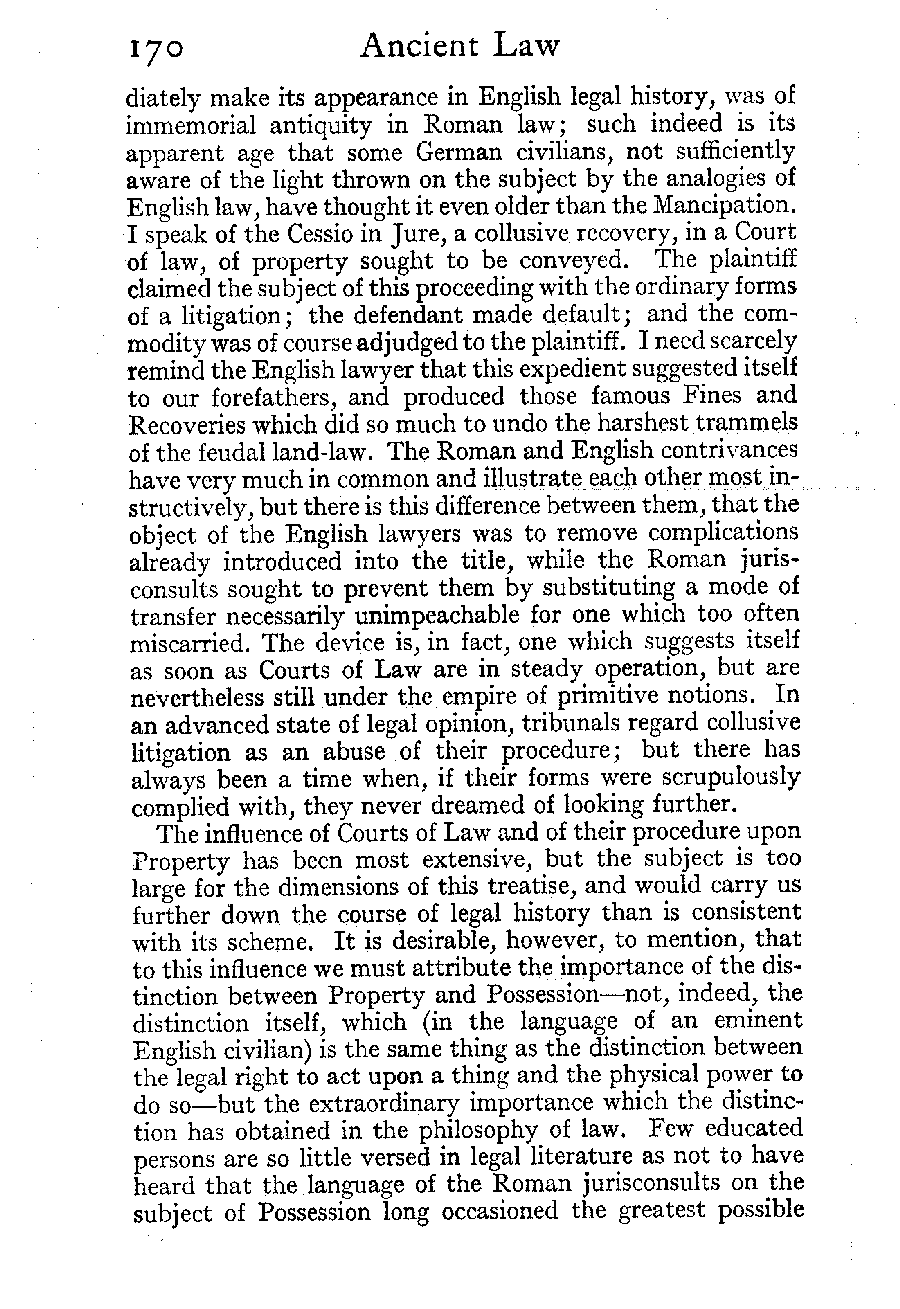 170 Ancient Law
diately make its appearance in English legal history, was of
immemorial antiquity in Roman law; such indeed is its
apparent age that some German civilians, not sufficiently
aware of the light thrown on the subject by the analogies of
English law, have thought it even older than the Mancipation.
I speak of the Cessio in Jure, a collusive recovery, in a Court
of law, of property sought to be conveyed. The plaintiff
claimed the subject of this proceeding with the ordinary forms
of a litigation; the defendant made default; and the com-
modity was of course adjudged to the plaintiff. I need scarcely
remind the English lawyer that this expedient suggested itself
to our forefathers, and produced those famous Fines and
Recoveries which did so much to undo the harshest trammels
of the feudal land-law. The Roman and English contrivances
have very much in common and illustrate each other most in-
structively, but there is this difference between them, that the
object of the English lawyers was to remove complications
already introduced into the title, while the Roman juris-
consults sought to prevent them by substituting a mode of
transfer necessarily unimpeachable for one which too often
miscarried. The device is, in fact, one which suggests itself
as soon as Courts of Law are in steady operation, but are
nevertheless still under the empire of primitive notions. In
an advanced state of legal opinion, tribunals regard collusive
litigation as an abuse of their procedure; but there has
always been a time when, if their forms were scrupulously
complied with, they never dreamed of looking further.
The influence of Courts of Law and of their procedure upon
Property has been most extensive, but the subject is too
large for the dimensions of this treatise, and would carry us
further down the course of legal history than is consistent
with its scheme. It is desirable, however, to mention, that
to this influence we must attribute the importance of the dis-
tinction between Property and Possession—not, indeed, the
distinction itself, which (in the language of an eminent
English civilian) is the same thing as the distinction between
the legal right to act upon a thing and the physical power to
do so—but the extraordinary importance which the distinc-
tion has obtained in the philosophy of law. Few educated
persons are so little versed in legal literature as not to have
heard that the language of the Roman jurisconsults on the
subject of Possession long occasioned the greatest possible